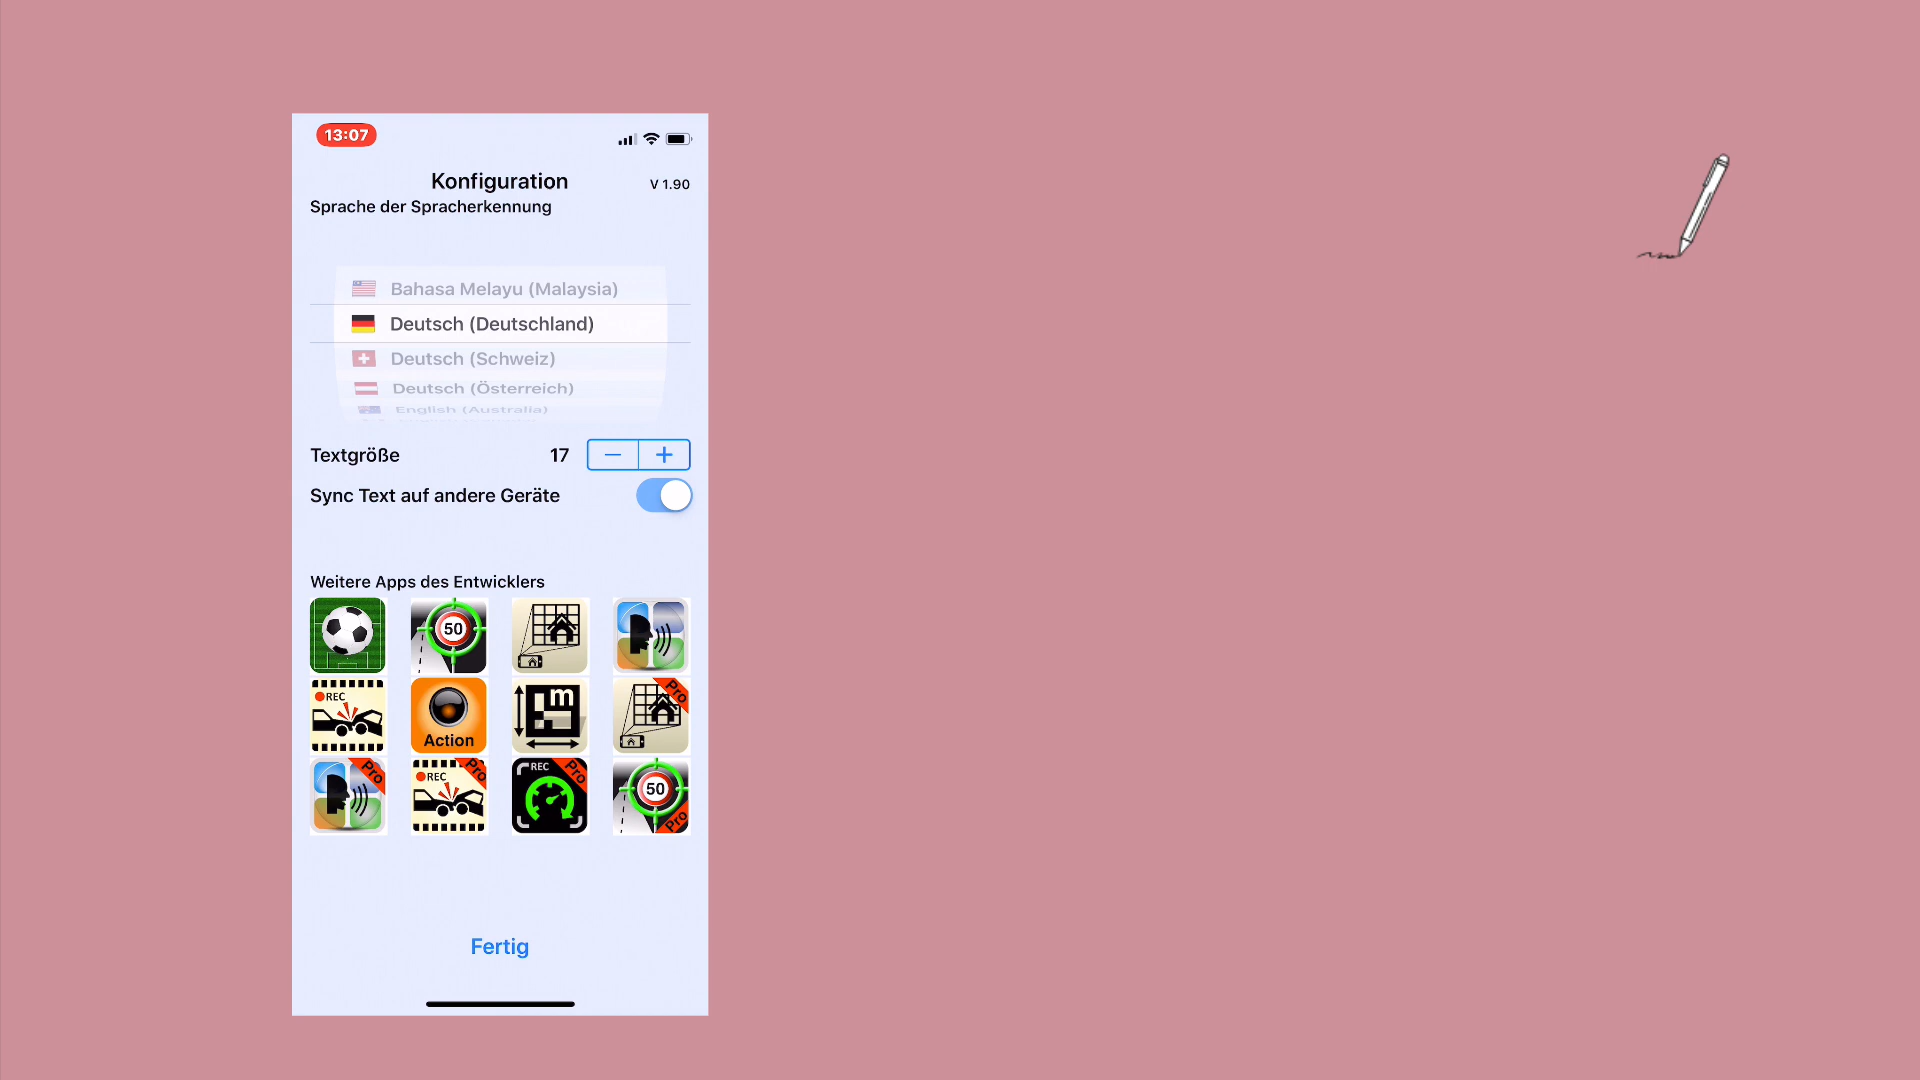 13:07
Konfiguration
V 1.90
Sprache der Spracherkennung
Bahasa Melayu (Malaysia)
Deutsch (Deutschland)
Deutsch (Schweiz)
Deutsch (Österreich)
English (Australia)
Textgröße 17 — +
Sync Text auf andere Geräte
Weitere Apps des Entwicklers
50
REC
Action
m
Pro
Pro
REC Pro
REC Pro
50 Pro
Fertig